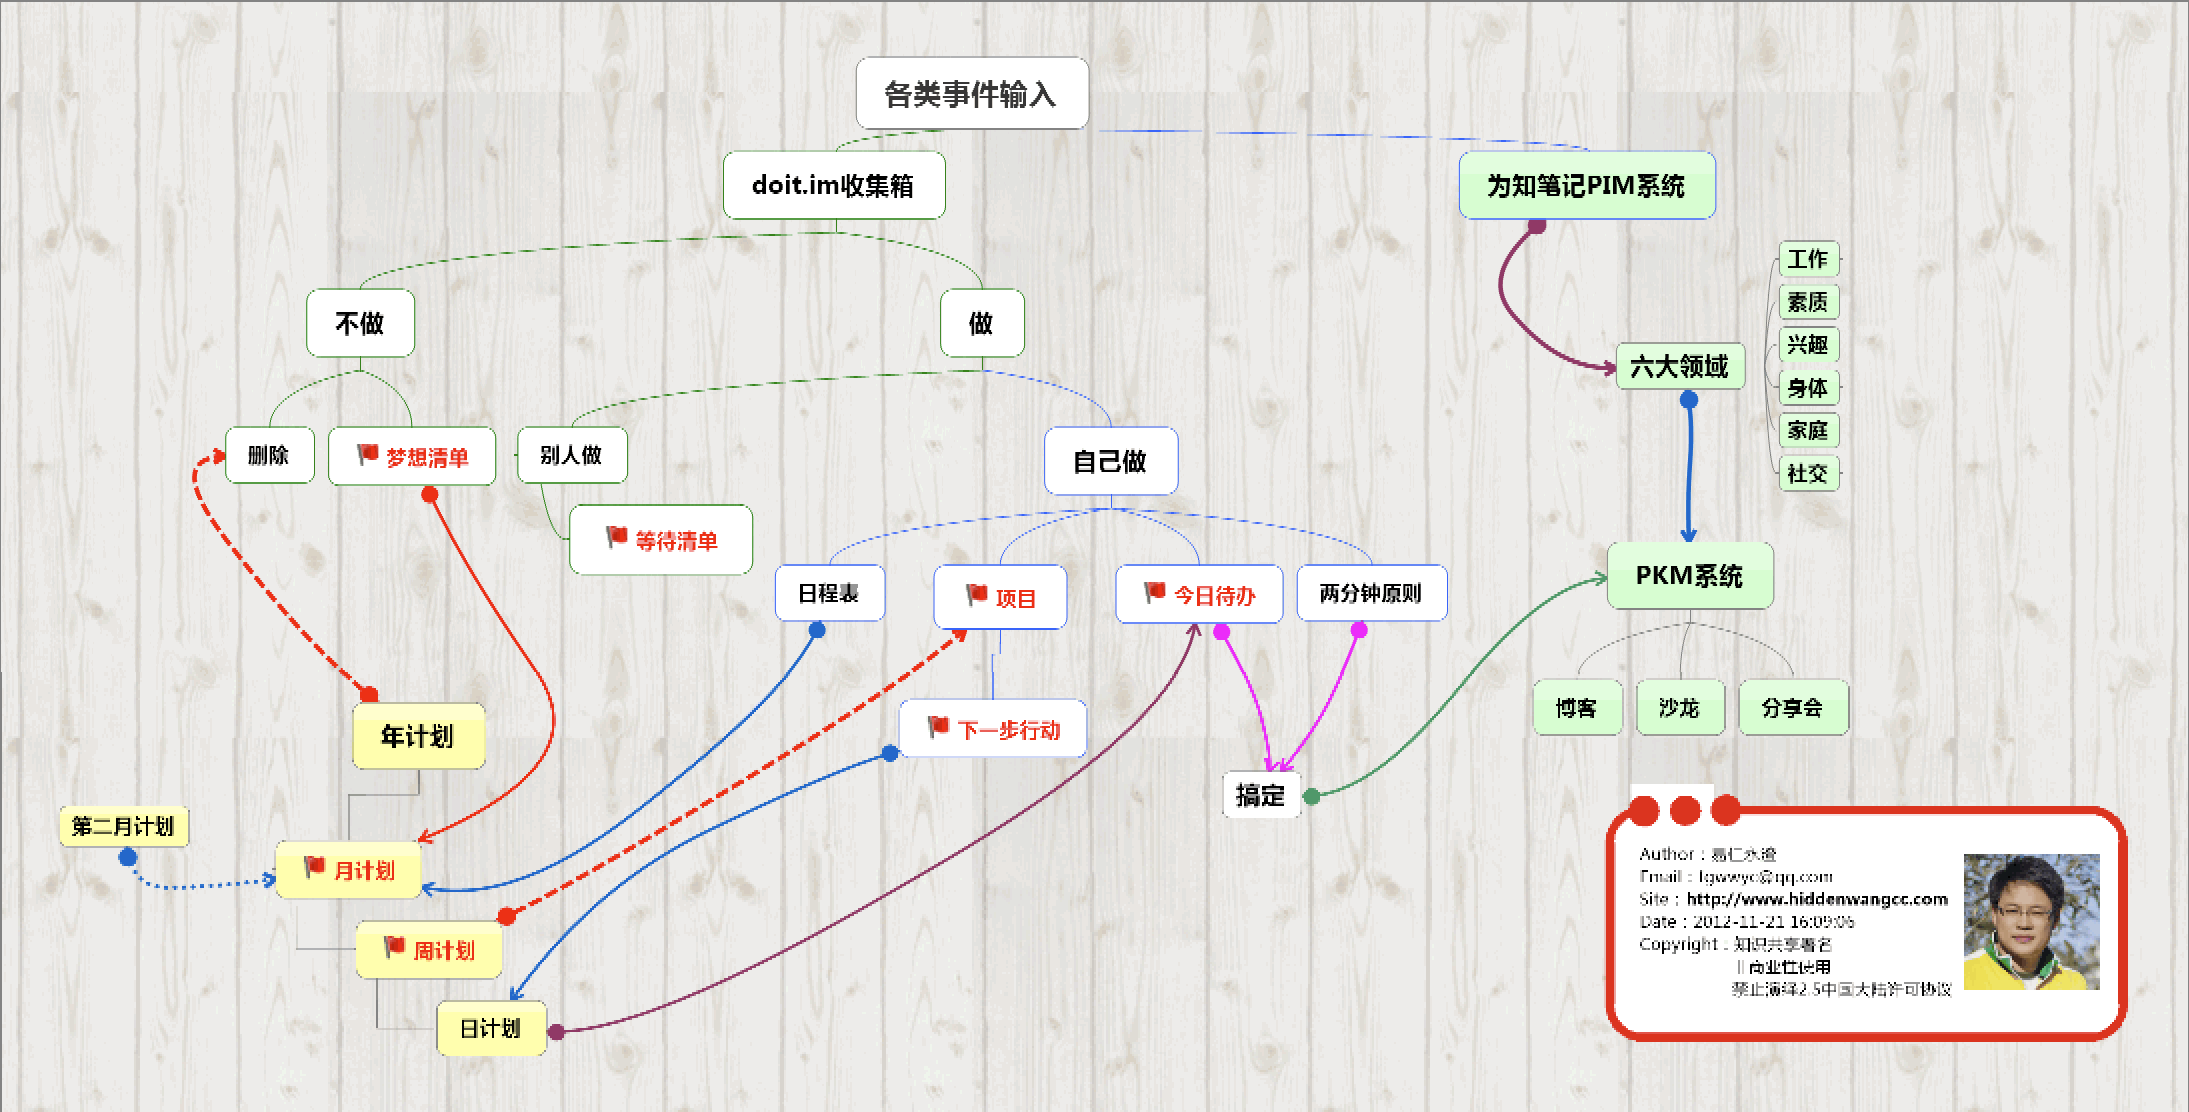 各类事件输入
doit.im收集箱
为知笔记PIM系统
不做
做
工作
素质
兴趣
身体
家庭
社交
六大领域
删除
梦想清单
别人做
自己做
等待清单
日程表
项目
今日待办
两分钟原则
PKM系统
下一步行动
博客
沙龙
分享会
年计划
搞定
第二月计划
月计划
周计划
日计划
Author：易仁永澄
Email：tgwwyc@qq.com
Site：http://www.hiddenwangcc.com
Date：2012-11-21 16:09:06
Copyright：知识共享署名
非商业性使用
禁止演绎2.5中国大陆许可协议